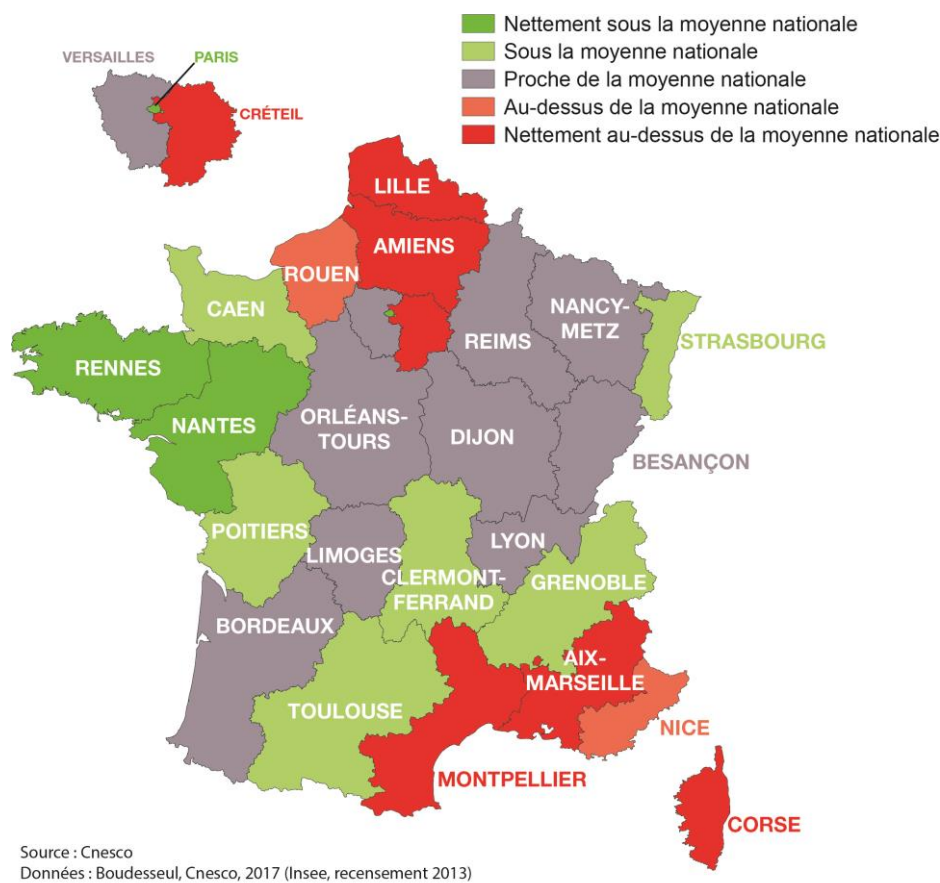 Nettement sous la moyenne nationale
Sous la moyenne nationale
Proche de la moyenne nationale
Au-dessus de la moyenne nationale
Nettement au-dessus de la moyenne nationale
VERSAILLES
PARIS
CRÉTEIL
LILLE
AMIENS
ROUEN
CAEN
REIMS
NANCY-
METZ
STRASBOURG
RENNES
NANTES
ORLÉANS-
TOURS
DIJON
BESANÇON
POITIERS
LIMOGES
CLERMONT-
FERRAND
LYON
GRENOBLE
BORDEAUX
AIX-
MARSEILLE
TOULOUSE
NICE
MONTPELLIER
CORSE
Source : Cnesco
Données : Boudesseul, Cnesco, 2017 (Insee, recensement 2013)